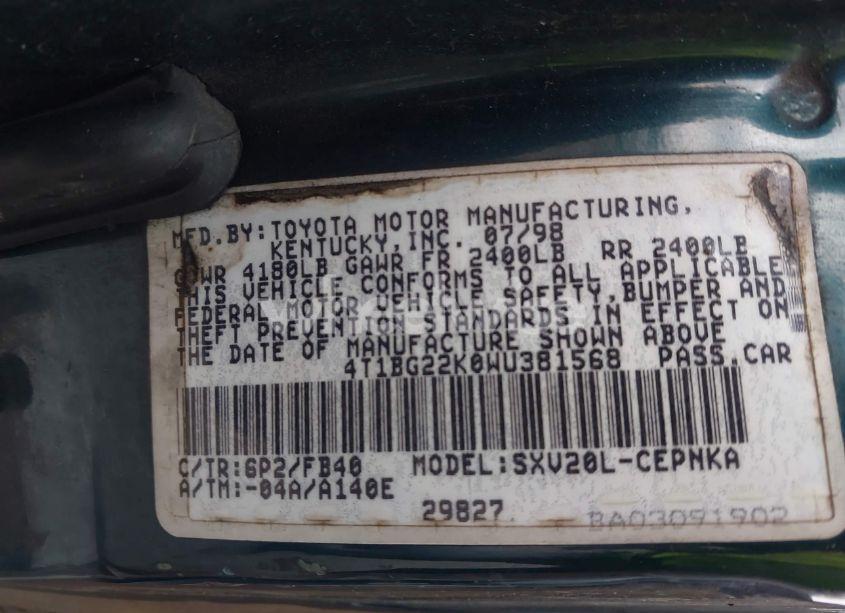 MFD.BY:TOYOTA MOTOR MANUFACTURING,
KENTUCKY,INC. 07/98
GVWR 4180LB GAWR FR 2400LB RR 2400LB
THIS VEHICLE CONFORMS TO ALL APPLICABLE
FEDERAL MOTOR VEHICLE SAFETY,BUMPER AND
THEFT PREVENTION STANDARDS IN EFFECT ON
THE DATE OF MANUFACTURE SHOWN ABOVE
4T1BG22K0WU381568 PASS.CAR
C/TR:6P2/FB40 MODEL:SXV20L-CEPNKA
A/TM:-04A/A140E
29827 BA03091902